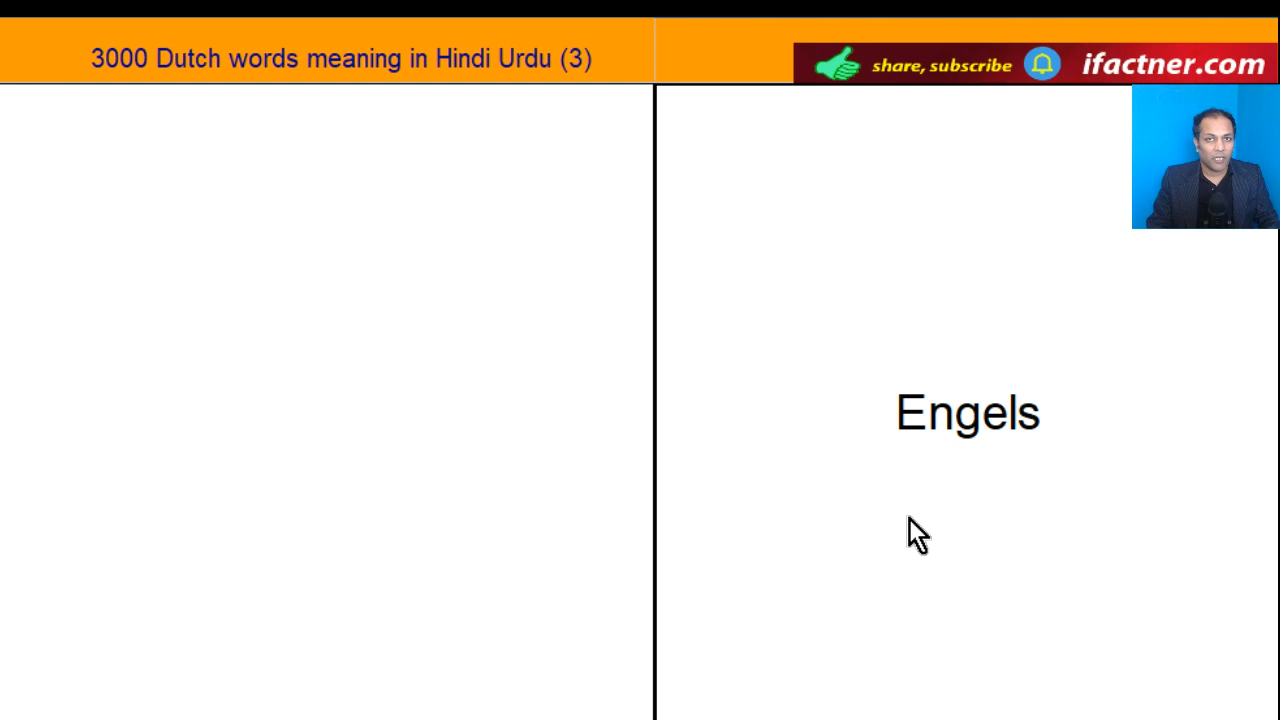 3000 Dutch words meaning in Hindi Urdu (3)
share, subscribe
ifactner.com
Engels